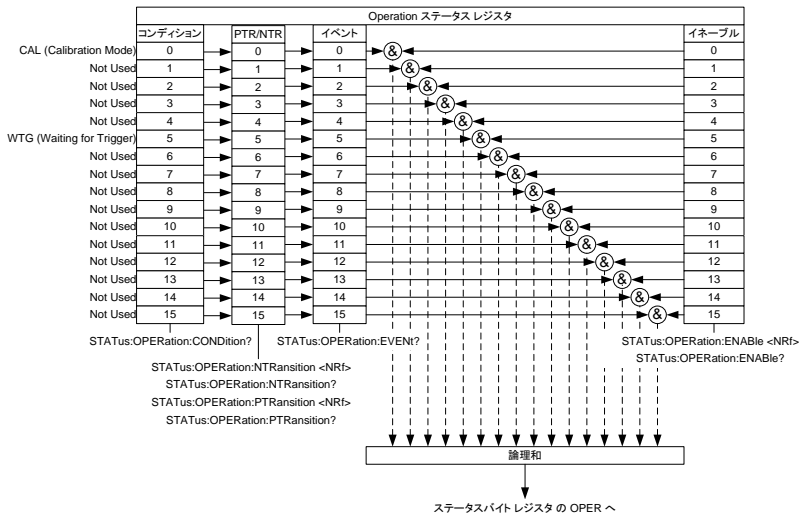 Operation ステータス レジスタ
コンディション PTR/NTR イベント イネーブル
CAL (Calibration Mode) 0 0 0 & 0
Not Used 1 1 1 & 1
Not Used 2 2 2 & 2
Not Used 3 3 3 & 3
Not Used 4 4 4 & 4
WTG (Waiting for Trigger) 5 5 5 & 5
Not Used 6 6 6 & 6
Not Used 7 7 7 & 7
Not Used 8 8 8 & 8
Not Used 9 9 9 & 9
Not Used 10 10 10 & 10
Not Used 11 11 11 & 11
Not Used 12 12 12 & 12
Not Used 13 13 13 & 13
Not Used 14 14 14 & 14
Not Used 15 15 15 & 15
STATus:OPERation:CONDition? STATus:OPERation:EVENt? STATus:OPERation:ENABle <NRf>
STATus:OPERation:ENABle?
STATus:OPERation:NTRansition <NRf>
STATus:OPERation:NTRansition?
STATus:OPERation:PTRansition <NRf>
STATus:OPERation:PTRansition?
論理和
ステータスバイト レジスタ の OPER へ